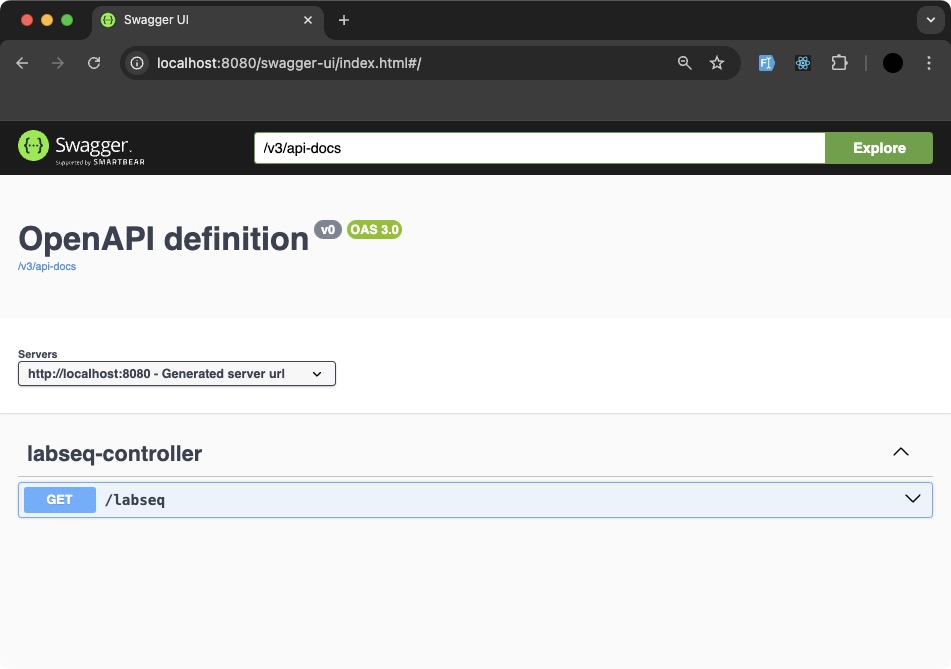 Swagger UI
localhost:8080/swagger-ui/index.html#/
Swagger.
Supported by SMARTBEAR
/v3/api-docs
Explore
OpenAPI definition v0 OAS 3.0
/v3/api-docs
Servers
http://localhost:8080 - Generated server url
labseq-controller
GET /labseq